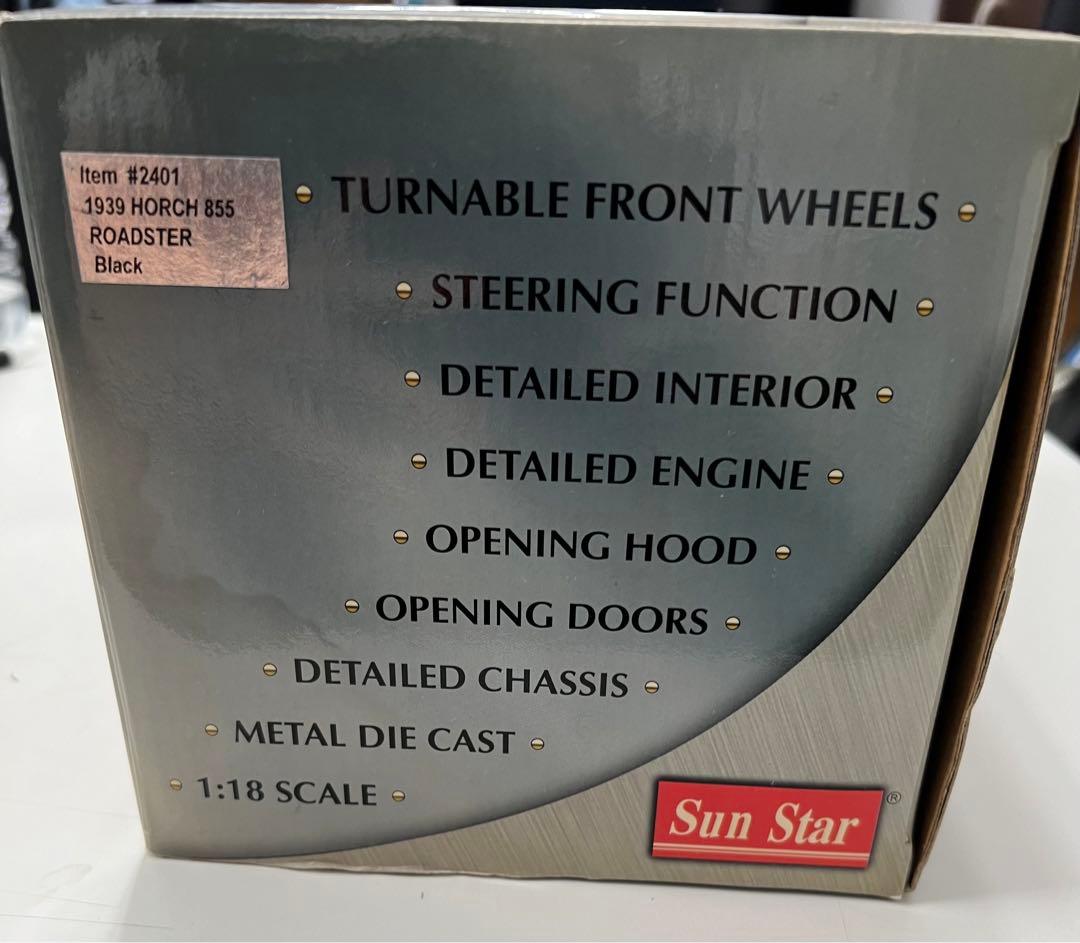 Item #2401
1939 HORCH 855
ROADSTER
Black
TURNABLE FRONT WHEELS
STEERING FUNCTION
DETAILED INTERIOR
DETAILED ENGINE
OPENING HOOD
OPENING DOORS
DETAILED CHASSIS
METAL DIE CAST
1:18 SCALE
Sun Star ®